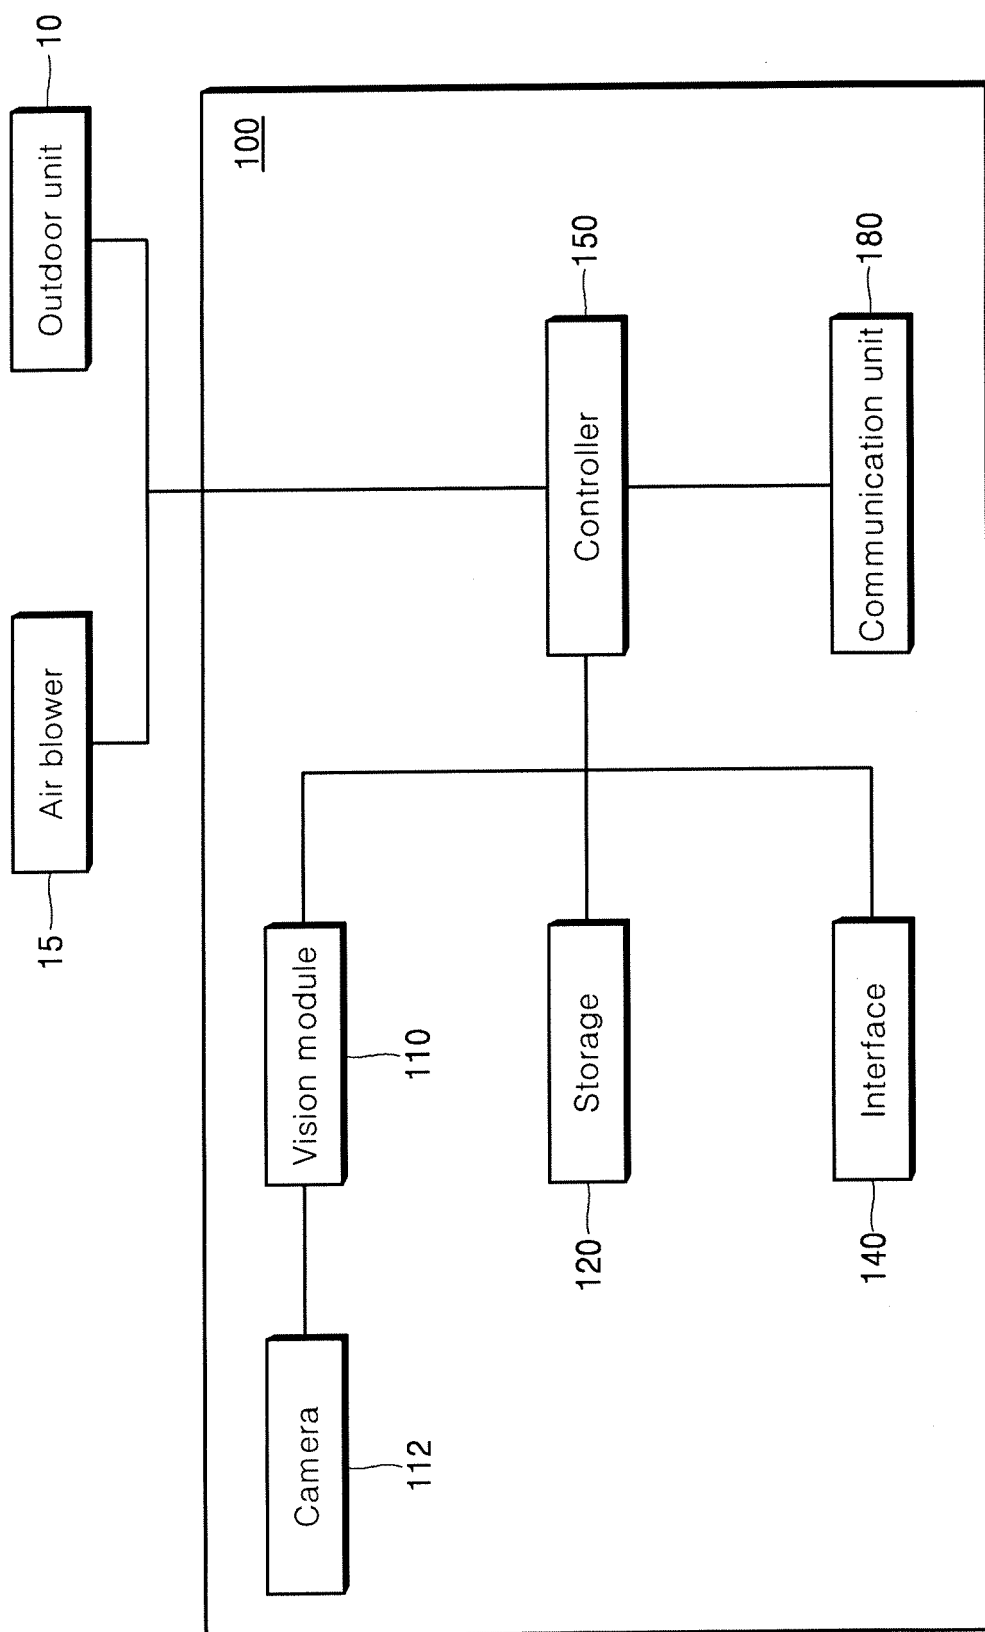 15
Air blower
Outdoor unit
10
100
Camera
112
Vision module
110
120
Storage
Controller
150
140
Interface
Communication unit
180